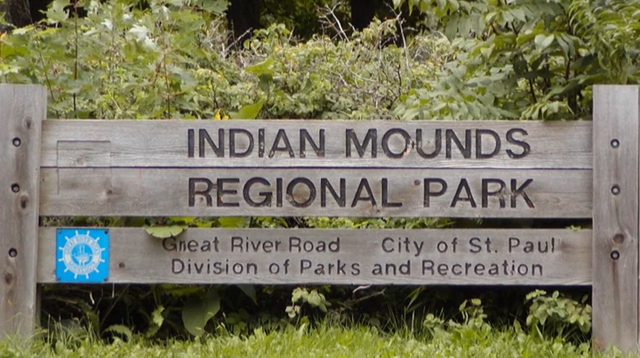 INDIAN MOUNDS
REGIONAL PARK
Great River Road City of St. Paul
Division of Parks and Recreation